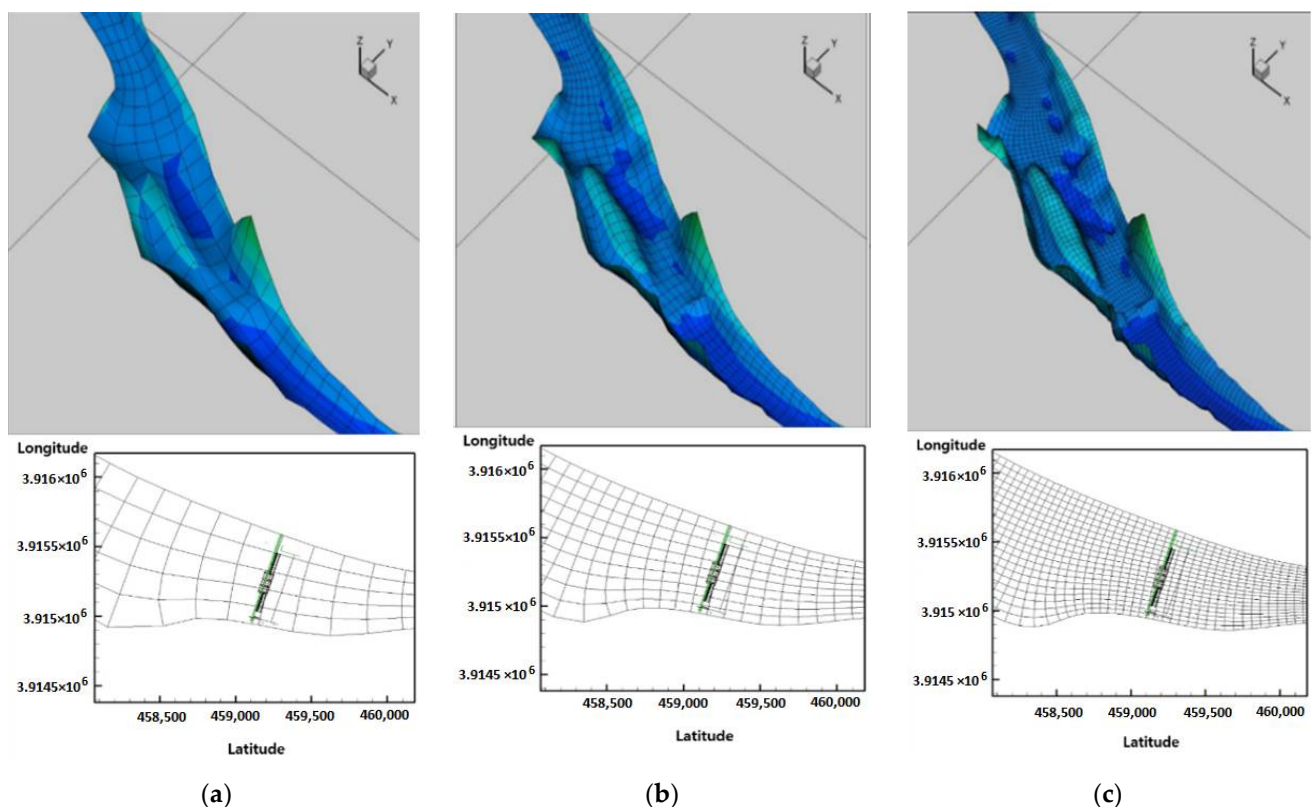 Z
Y
X
Z
Y
X
Z
Y
X
Longitude
3.916×10⁶
3.9155×10⁶
3.915×10⁶
3.9145×10⁶
458,500 459,000 459,500 460,000
Latitude
(a)
Longitude
3.916×10⁶
3.9155×10⁶
3.915×10⁶
3.9145 ×10⁶
458,500 459,000 459,500 460,000
Latitude
(b)
Longitude
3.916×10⁶
3.9155×10⁶
3.915×10⁶
3.9145 ×10⁶
458,500 459,000 459,500 460,000
Latitude
(c)